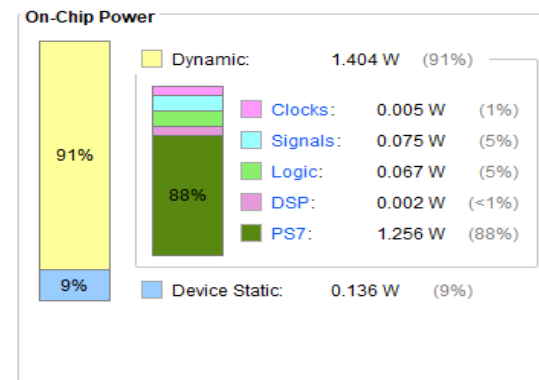 On-Chip Power
Dynamic: 1.404 W (91%)
Clocks: 0.005 W (1%)
Signals: 0.075 W (5%)
91%
Logic: 0.067 W (5%)
88%
DSP: 0.002 W (<1%)
PS7: 1.256 W (88%)
9%
Device Static: 0.136 W (9%)